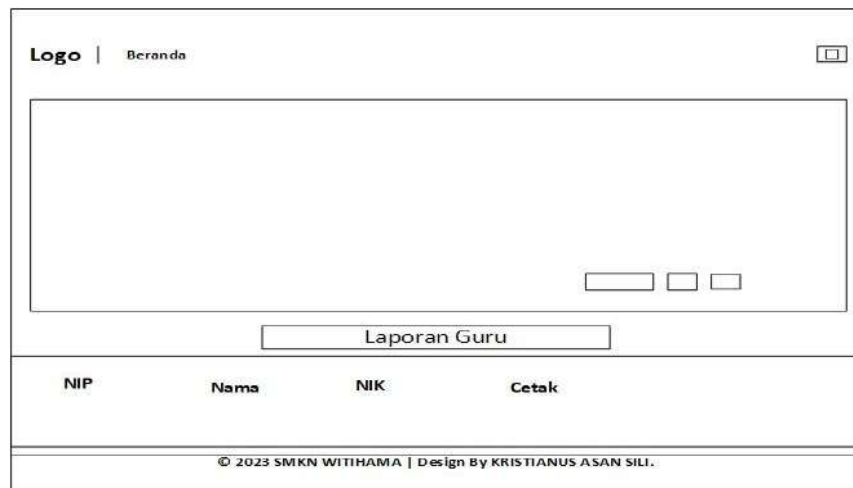 Logo | Beranda
Laporan Guru
NIP Nama NIK Cetak
© 2023 SMKN WITIHAMA | Design By KRISTIANUS ASAN SILI.